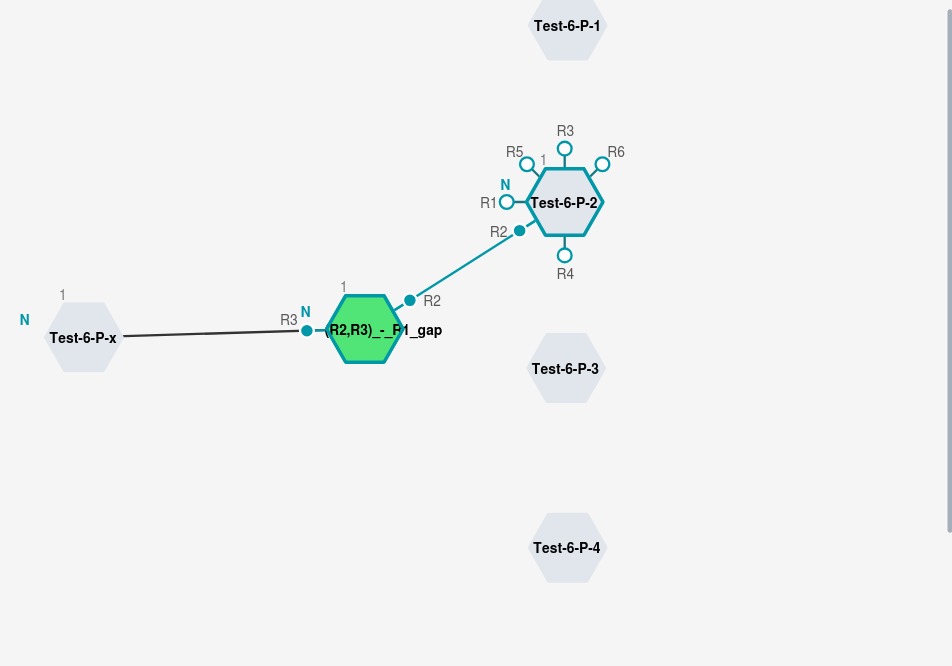 Test-6-P-1
R3
R5
1
R6
N
R1
Test-6-P-2
R2
R4
1
N
Test-6-P-x
1
N
R3
R2
(R2,R3)_-_R1_gap
Test-6-P-3
Test-6-P-4